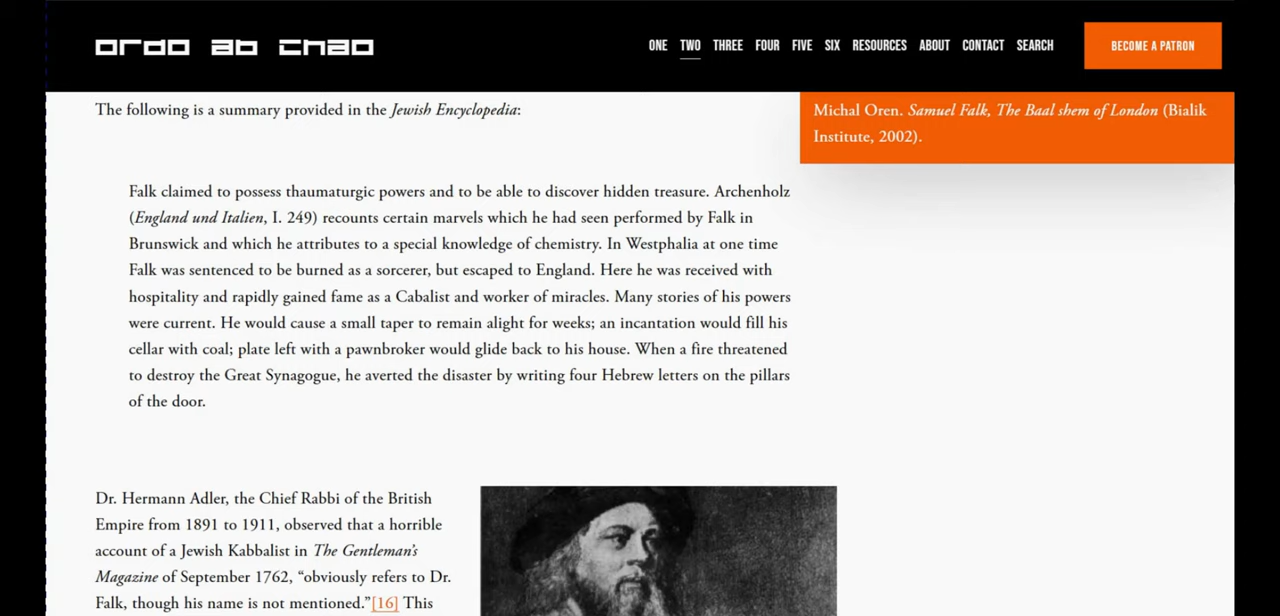 ordo ab chao
ONE TWO THREE FOUR FIVE SIX RESOURCES ABOUT CONTACT SEARCH
BECOME A PATRON
The following is a summary provided in the Jewish Encyclopedia:
Michal Oren. Samuel Falk, The Baal shem of London (Bialik
Institute, 2002).
Falk claimed to possess thaumaturgic powers and to be able to discover hidden treasure. Archenholz
(England und Italien, I. 249) recounts certain marvels which he had seen performed by Falk in
Brunswick and which he attributes to a special knowledge of chemistry. In Westphalia at one time
Falk was sentenced to be burned as a sorcerer, but escaped to England. Here he was received with
hospitality and rapidly gained fame as a Cabalist and worker of miracles. Many stories of his powers
were current. He would cause a small taper to remain alight for weeks; an incantation would fill his
cellar with coal; plate left with a pawnbroker would glide back to his house. When a fire threatened
to destroy the Great Synagogue, he averted the disaster by writing four Hebrew letters on the pillars
of the door.
Dr. Hermann Adler, the Chief Rabbi of the British
Empire from 1891 to 1911, observed that a horrible
account of a Jewish Kabbalist in The Gentleman's
Magazine of September 1762, “obviously refers to Dr.
Falk, though his name is not mentioned.”[16] This